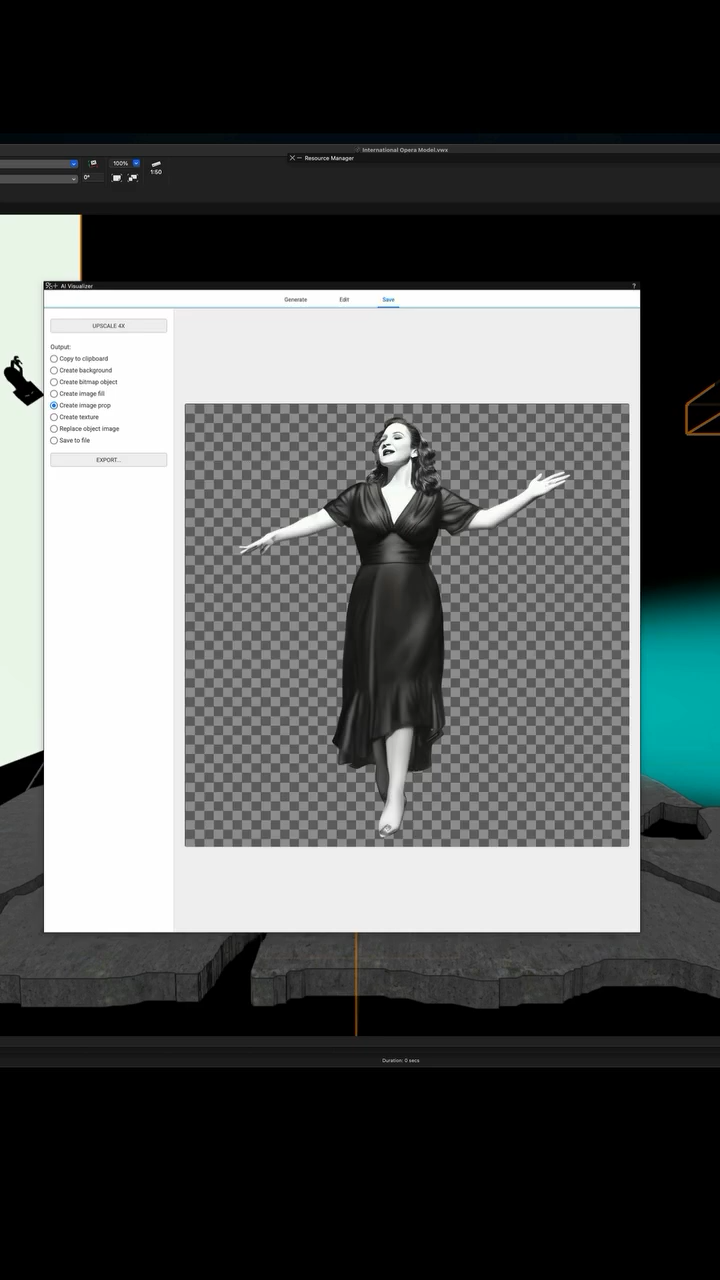 International Opera Model.vwx
Resource Manager
100%
0°
1:50
AI Visualizer
?
Generate
Edit
Save
UPSCALE 4X
Output:
Copy to clipboard
Create background
Create bitmap object
Create image fill
Create image prop
Create texture
Replace object image
Save to file
EXPORT...
Duration: 0 secs